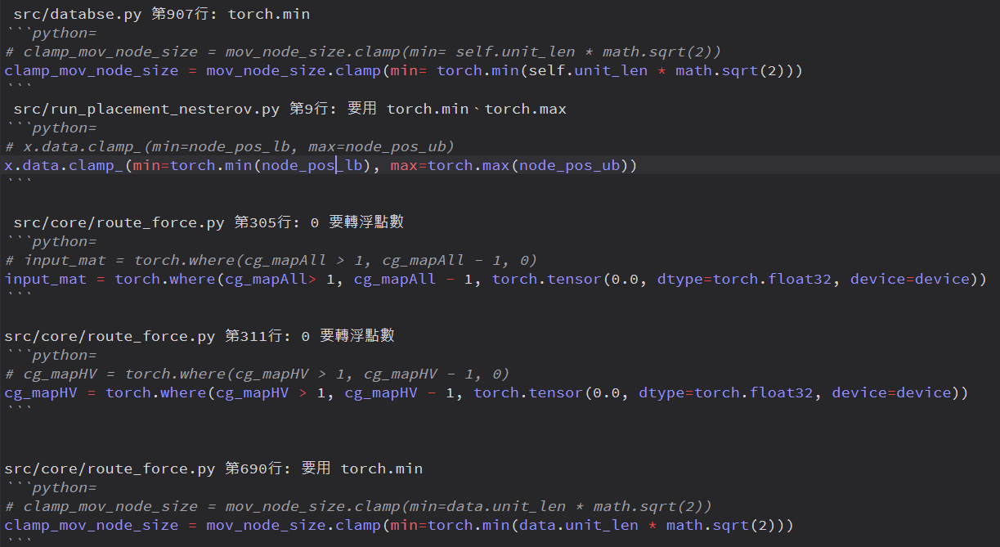 src/databse.py 第907行: torch.min
```python=
# clamp_mov_node_size = mov_node_size.clamp(min= self.unit_len * math.sqrt(2))
clamp_mov_node_size = mov_node_size.clamp(min= torch.min(self.unit_len * math.sqrt(2)))
```
src/run_placement_nesterov.py 第9行: 要用 torch.min、torch.max
```python=
# x.data.clamp_(min=node_pos_lb, max=node_pos_ub)
x.data.clamp_(min=torch.min(node_pos_lb), max=torch.max(node_pos_ub))
```
src/core/route_force.py 第305行: 0 要轉浮點數
```python=
# input_mat = torch.where(cg_mapAll > 1, cg_mapAll - 1, 0)
input_mat = torch.where(cg_mapAll> 1, cg_mapAll - 1, torch.tensor(0.0, dtype=torch.float32, device=device))
```
src/core/route_force.py 第311行: 0 要轉浮點數
```python=
# cg_mapHV = torch.where(cg_mapHV > 1, cg_mapHV - 1, 0)
cg_mapHV = torch.where(cg_mapHV > 1, cg_mapHV - 1, torch.tensor(0.0, dtype=torch.float32, device=device))
```
src/core/route_force.py 第690行: 要用 torch.min
```python=
# clamp_mov_node_size = mov_node_size.clamp(min=data.unit_len * math.sqrt(2))
clamp_mov_node_size = mov_node_size.clamp(min=torch.min(data.unit_len * math.sqrt(2)))
```